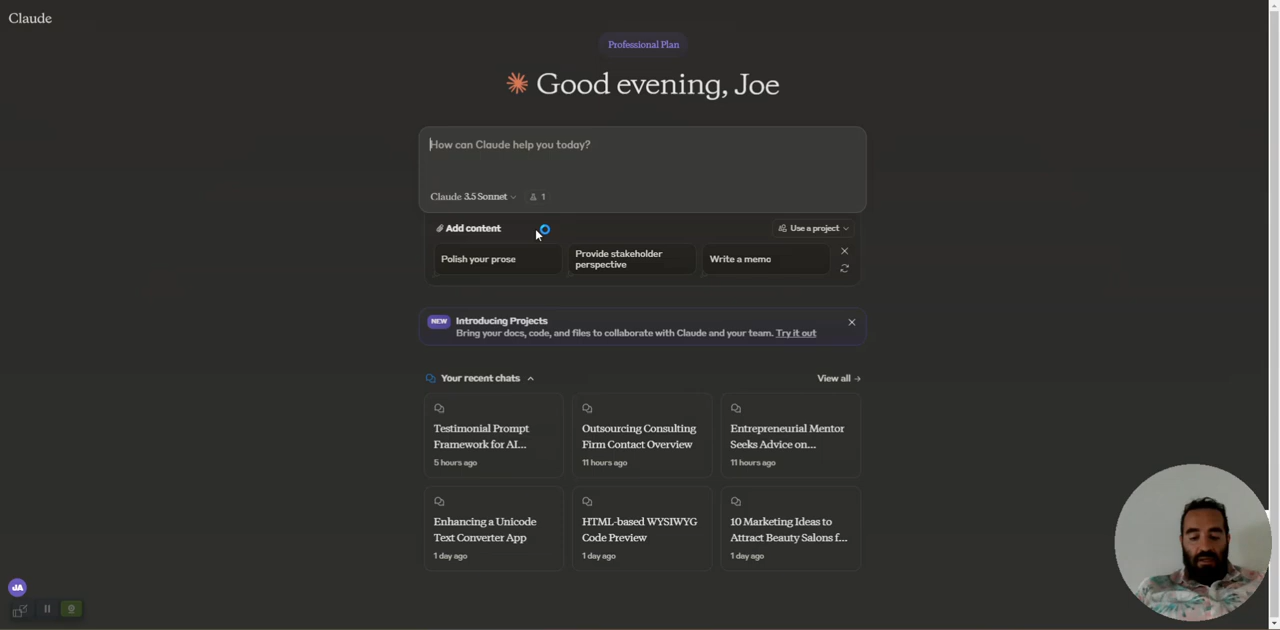 Claude
Professional Plan
Good evening, Joe
How can Claude help you today?
Claude 3.5 Sonnet
1
Add content
Use a project
Polish your prose
Provide stakeholder
perspective
Write a memo
NEW
Introducing Projects
Bring your docs, code, and files to collaborate with Claude and your team. Try it out
Your recent chats
View all →
Testimonial Prompt
Framework for AI...
5 hours ago
Outsourcing Consulting
Firm Contact Overview
11 hours ago
Entrepreneurial Mentor
Seeks Advice on...
11 hours ago
Enhancing a Unicode
Text Converter App
1 day ago
HTML-based WYSIWYG
Code Preview
1 day ago
10 Marketing Ideas to
Attract Beauty Salons f...
1 day ago
JA